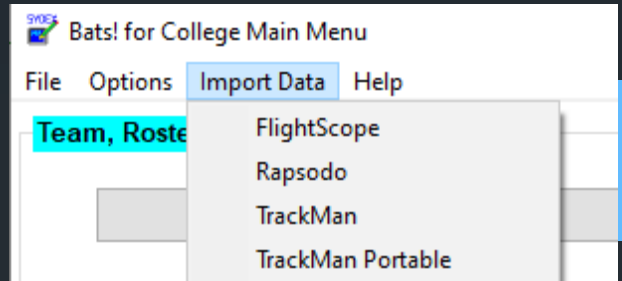 SYDEX
Bats! for College Main Menu
File Options Import Data Help
Team, Roste
FlightScope
Rapsodo
TrackMan
TrackMan Portable